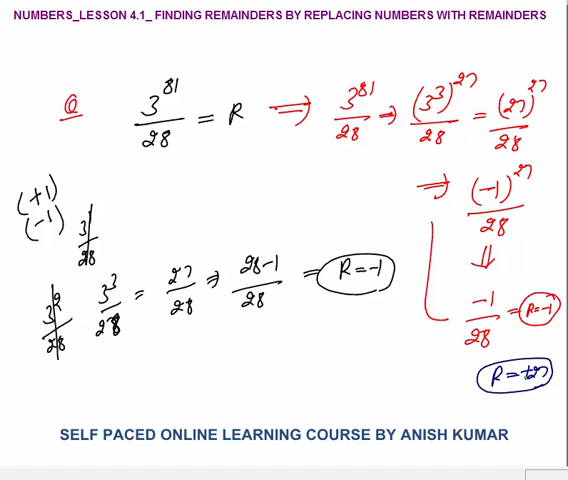 NUMBERS_LESSON 4.1_ FINDING REMAINDERS BY REPLACING NUMBERS WITH REMAINDERS
Q 3^81/28 = R ⇒ 3^81/28 ⇒ (3^3)^27/28 = (27)^27/28
⇒ (-1)^27/28
(+1)
(-1)
3^1/28
⇓
3^2/28 3^3/28 = 27/28 ⇒ 28-1/28 = R=-1
-1/28 = R=-1
R=+27
SELF PACED ONLINE LEARNING COURSE BY ANISH KUMAR